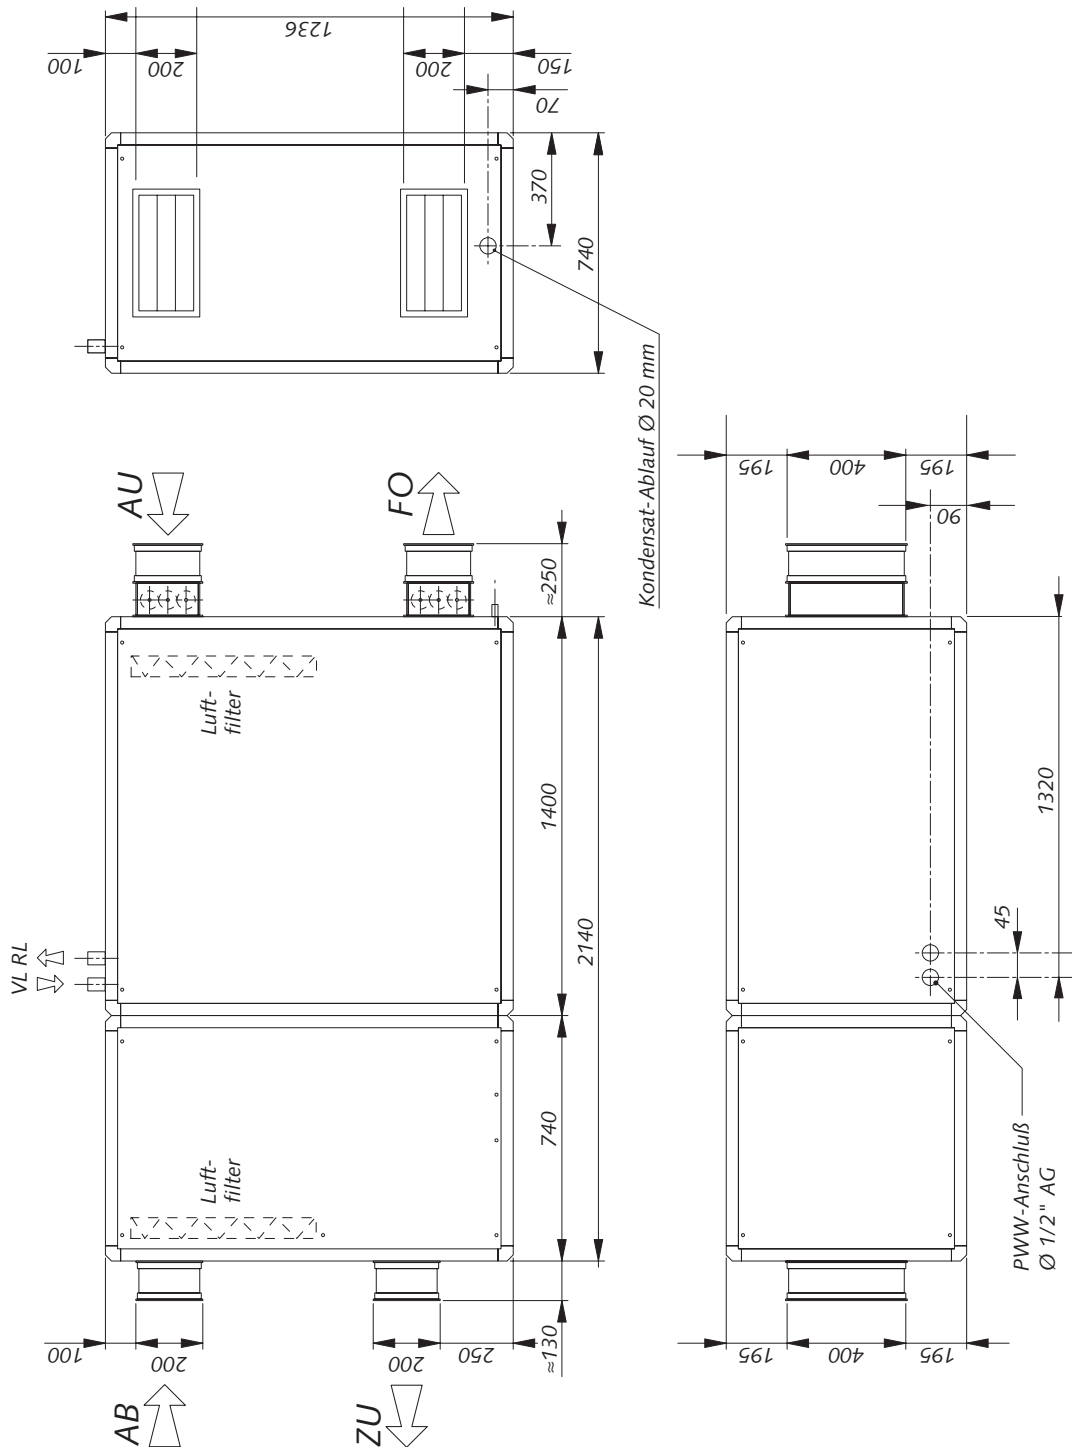 VL RL
AB
100
200
ZU
200
250
≈130
Luft-
filter
Luft-
filter
740
1400
2140
≈250
AU
FO
100
200
1236
200
150
70
370
740
Kondensat-Ablauf Ø 20 mm
195
400
195
195
400
195
90
45
1320
PWW-Anschluß
Ø 1/2" AG